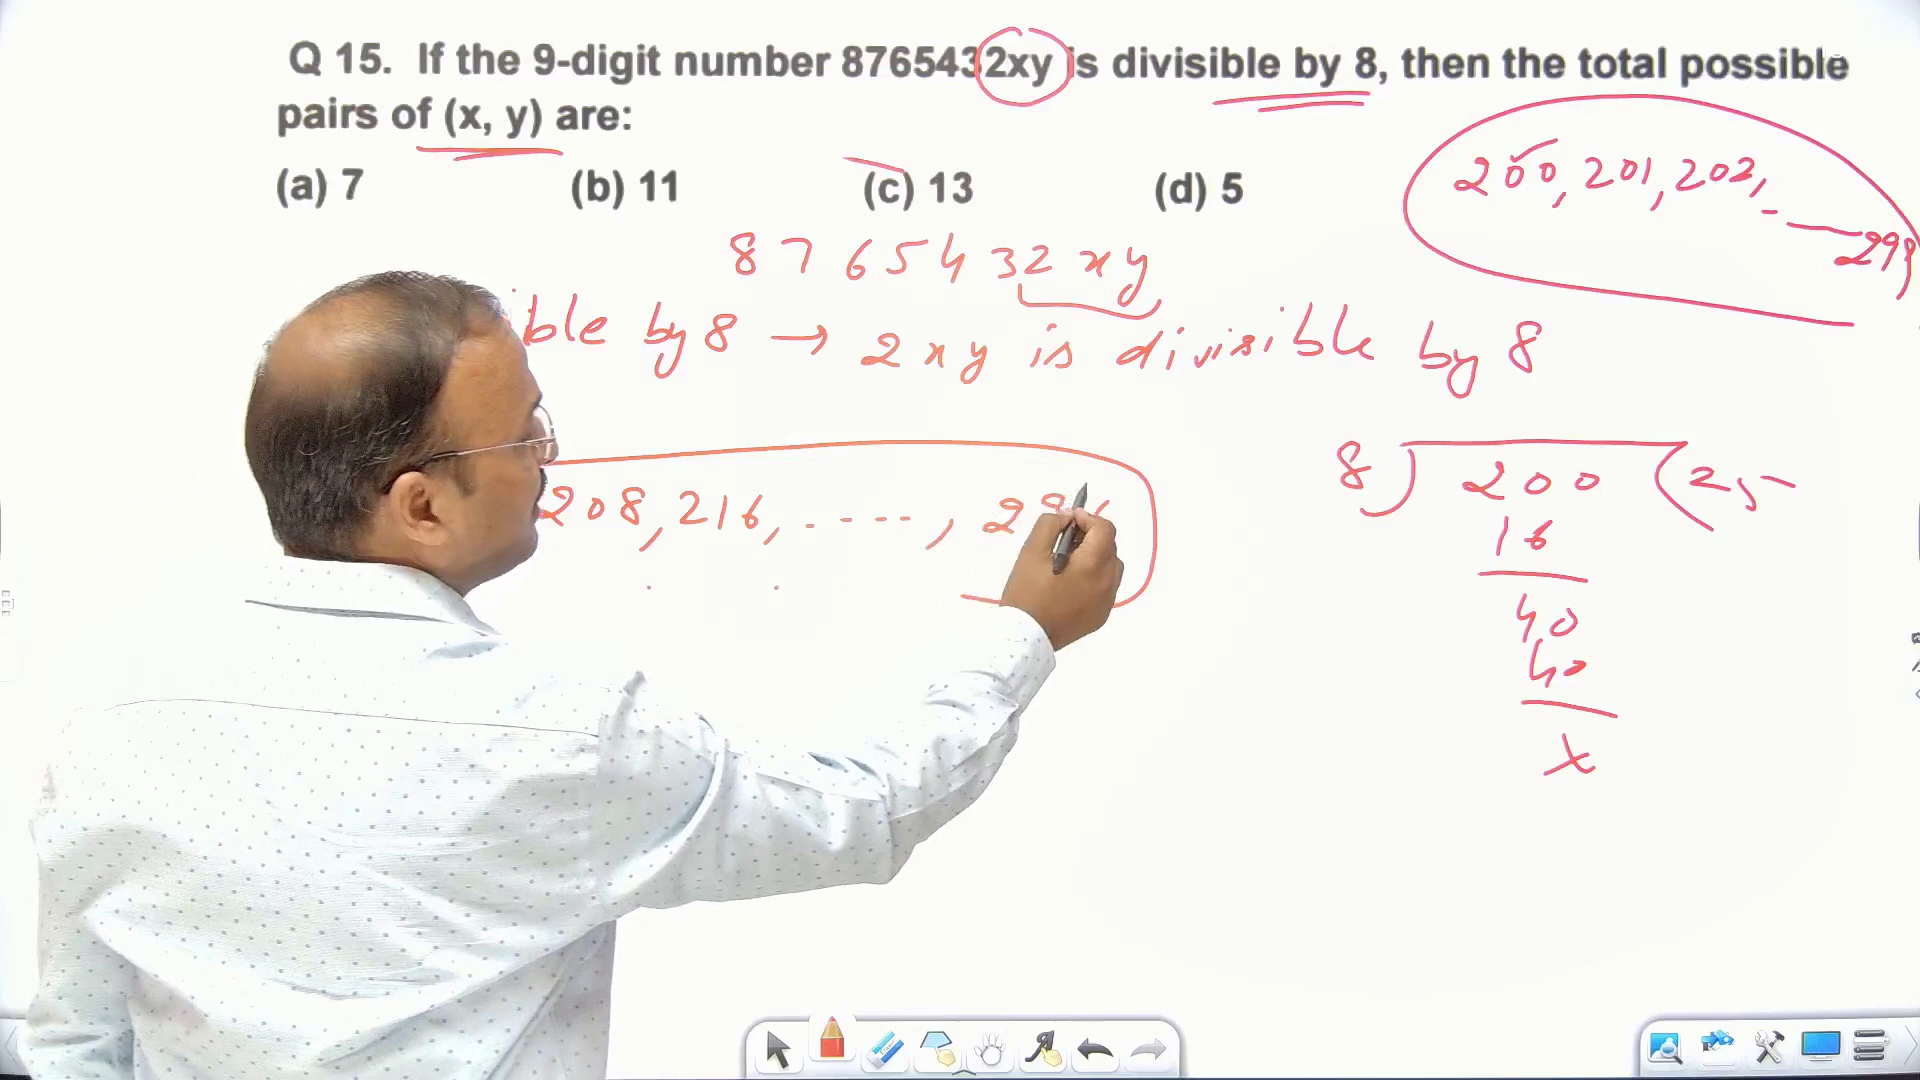 Q 15. If the 9-digit number 8765432xy is divisible by 8, then the total possible
pairs of (x, y) are:
(a) 7 (b) 11 (c) 13 (d) 5
200, 201, 202, - — 299
8 7 6 5 4 3 2 x y
by 8 → 2 x y is divisible by 8
208, 216, . - - - - ,
8 ) 200 ( 25
16
40
40
x